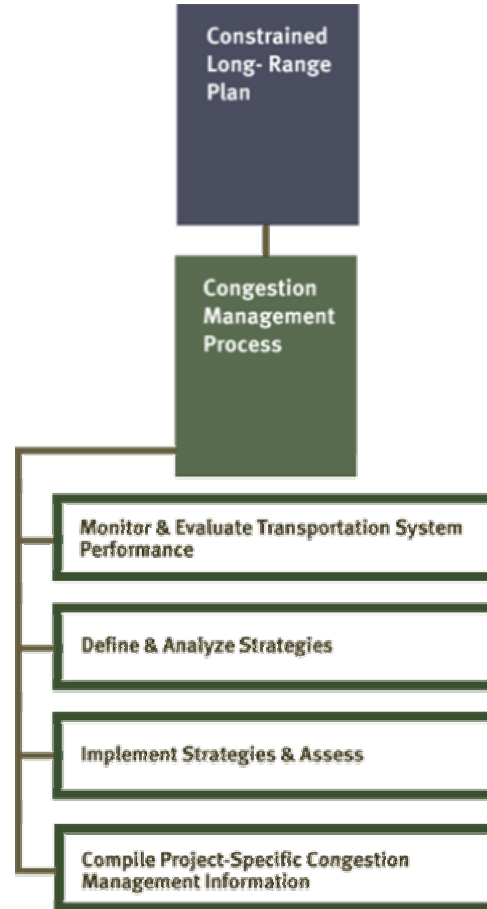 Constrained
Long- Range
Plan
Congestion
Management
Process
Monitor & Evaluate Transportation System
Performance
Define & Analyze Strategies
Implement Strategies & Assess
Compile Project-Specific Congestion
Management Information